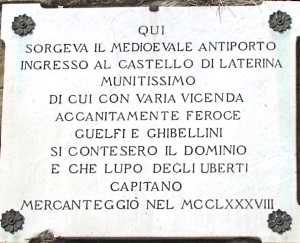 QUI
SORGEVA IL MEDIOEVALE ANTIPORTO
INGRESSO AL CASTELLO DI LATERINA
MUNITISSIMO
DI CUI CON VARIA VICENDA
ACCANITAMENTE FEROCE
GUELFI E GHIBELLINI
SI CONTESERO IL DOMINIO
E CHE LUPO DEGLI UBERTI
CAPITANO
MERCANTEGGIÒ NEL MCCLXXXVIII